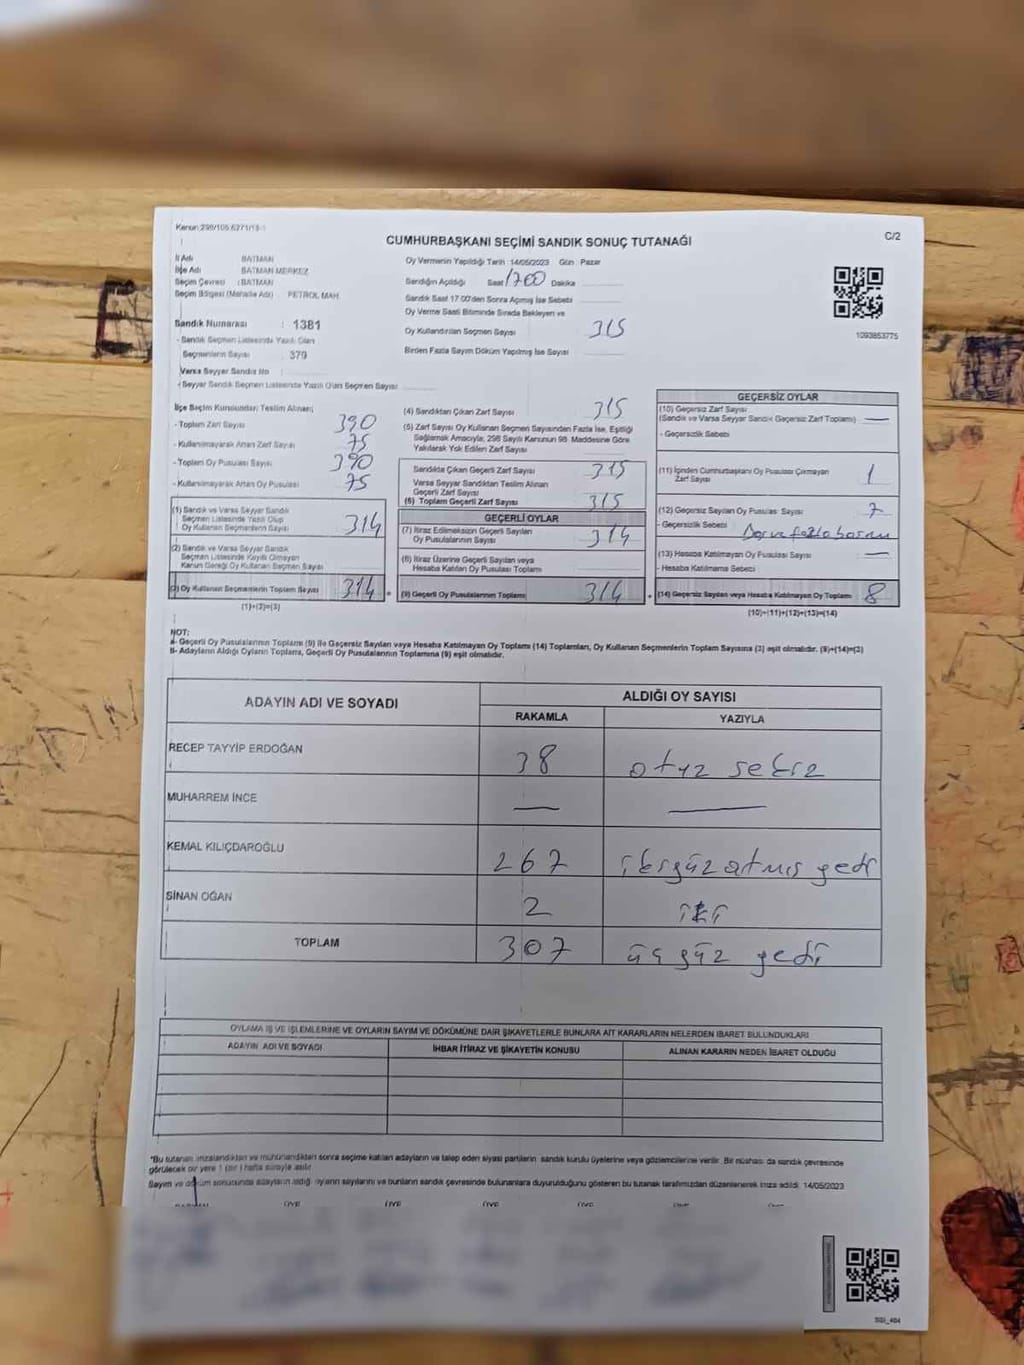 Kanun:298/105,6271/15-
C/2
CUMHURBAŞKANI SEÇİMİ SANDIK SONUÇ TUTANAĞI
İl Adı BATMAN
İlçe Adı BATMAN MERKEZ
Seçim Çevresi : BATMAN
Seçim Bölgesi (Mahalle Adı) PETROL MAH.
Sandık Numarası : 1381
- Sandık Seçmen Listesinde Yazılı Olan
Seçmenlerin Sayısı : 379
Varsa Seyyar Sandık No :
- Seyyar Sandık Seçmen Listesinde Yazılı Olan Seçmen Sayısı
Oy Vermenin Yapıldığı Tarih :14/05/2023 Gün : Pazar
Sandığın Açıldığı Saat 1700 Dakika
Sandık Saat 17.00'den Sonra Açılmış İse Sebebi
Oy Verme Saati Bitiminde Sırada Bekleyen ve
Oy Kullandırılan Seçmen Sayısı 315
Birden Fazla Sayım Döküm Yapılmış İse Sayısı
1093853775
İlçe Seçim Kurulundan Teslim Alınan;
- Toplam Zarf Sayısı 390
- Kullanılmayarak Artan Zarf Sayısı 75
- Toplam Oy Pusulası Sayısı 390
- Kullanılmayarak Artan Oy Pusulası 75
(1) Sandık ve Varsa Seyyar Sandık
Seçmen Listesinde Yazılı Olup
Oy Kullanan Seçmenlerin Sayısı 314
(2) Sandık ve Varsa Seyyar Sandık
Seçmen Listesinde Kayıtlı Olmayan
Kanun Gereği Oy Kullanan Seçmen Sayısı
(3) Oy Kullanan Seçmenlerin Toplam Sayısı 314
(1)+(2)=(3)
(4) Sandıktan Çıkan Zarf Sayısı 315
(5) Zarf Sayısı Oy Kullanan Seçmen Sayısından Fazla İse, Eşitliği
Sağlamak Amacıyla, 298 Sayılı Kanunun 98. Maddesine Göre
Yakılarak Yok Edilen Zarf Sayısı
Sandıkta Çıkan Geçerli Zarf Sayısı 315
Varsa Seyyar Sandıktan Teslim Alınan
Geçerli Zarf Sayısı
(6) Toplam Geçerli Zarf Sayısı 315
GEÇERLİ OYLAR
(7) İtiraz Edilmeksizin Geçerli Sayılan
Oy Pusulalarının Sayısı 314
(8) İtiraz Üzerine Geçerli Sayılan veya
Hesaba Katılan Oy Pusulası Toplamı
(9) Geçerli Oy Pusulalarının Toplamı 314
GEÇERSİZ OYLAR
(10) Geçersiz Zarf Sayısı
(Sandık ve Varsa Seyyar Sandık Geçersiz Zarf Toplamı) —
- Geçersizlik Sebebi
(11) İçinden Cumhurbaşkanı Oy Pusulası Çıkmayan
Zarf Sayısı 1
(12) Geçersiz Sayılan Oy Pusulası Sayısı 7
- Geçersizlik Sebebi
(13) Hesaba Katılmayan Oy Pusulası Sayısı —
- Hesaba Katılmama Sebebi
(14) Geçersiz Sayılan veya Hesaba Katılmayan Oy Toplamı 8
(10)+(11)+(12)+(13)=(14)
NOT:
a- Geçerli Oy Pusulalarının Toplamı (9) ile Geçersiz Sayılan veya Hesaba Katılmayan Oy Toplamı (14) Toplamları, Oy Kullanan Seçmenlerin Toplam Sayısına (3) eşit olmalıdır. (9)+(14)=(3)
B- Adayların Aldığı Oyların Toplamı, Geçerli Oy Pusulalarının Toplamına (9) eşit olmalıdır.
ADAYIN ADI VE SOYADI
ALDIĞI OY SAYISI
RAKAMLA YAZIYLA
RECEP TAYYİP ERDOĞAN 38 otuz sekiz
MUHARREM İNCE — —
KEMAL KILIÇDAROĞLU 267 ikiyüz atmış yedi
SİNAN OĞAN 2 iki
TOPLAM 307 üç yüz yedi
OYLAMA İŞ VE İŞLEMLERİNE VE OYLARIN SAYIM VE DÖKÜMÜNE DAİR ŞİKAYETLERLE BUNLARA AİT KARARLARIN NELERDEN İBARET BULUNDUKLARI
ADAYIN ADI VE SOYADI İHBAR İTİRAZ VE ŞİKAYETİN KONUSU ALINAN KARARIN NEDEN İBARET OLDUĞU
*Bu tutanak imzalandıktan ve mühürlendikten sonra seçime katılan adayların ve talep eden siyasi partilerin sandık kurulu üyelerine veya gözlemcilerine verilir. Bir nüshası da sandık çevresinde
görülecek bir yere 1 (bir ) hafta süreyle asılır.
Sayım ve döküm sonucunda adayların aldığı oyların sayılarını ve bunların sandık çevresinde bulunanlara duyurulduğunu gösteren bu tutanak tarafımızdan düzenlenerek imza edildi. 14/05/2023
ÜYE ÜYE ÜYE ÜYE ÜYE